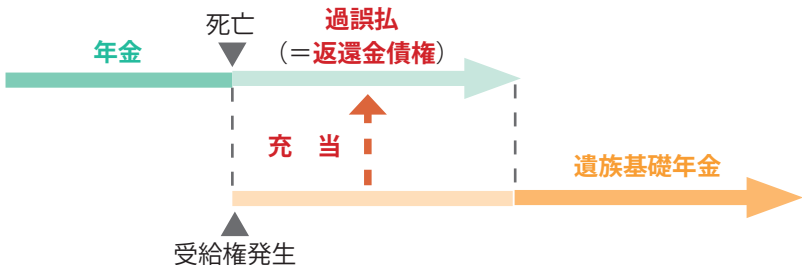 死亡
過誤払
年金
（＝返還金債権）
充　当
遺族基礎年金
受給権発生